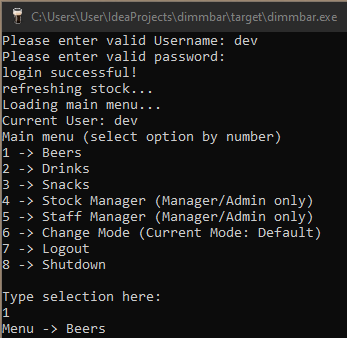 C:\Users\User\IdeaProjects\dimmbar\target\dimmbar.exe
Please enter valid Username: dev
Please enter valid password:
login successful!
refreshing stock...
Loading main menu...
Current User: dev
Main menu (select option by number)
1 -> Beers
2 -> Drinks
3 -> Snacks
4 -> Stock Manager (Manager/Admin only)
5 -> Staff Manager (Manager/Admin only)
6 -> Change Mode (Current Mode: Default)
7 -> Logout
8 -> Shutdown
Type selection here:
1
Menu -> Beers